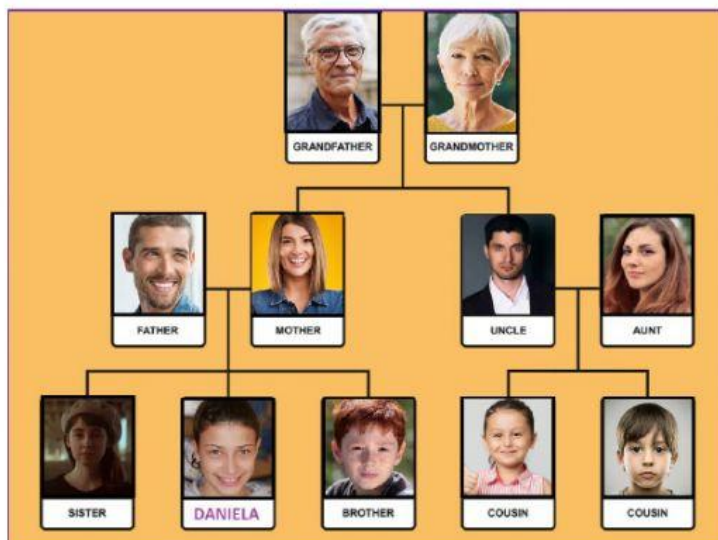 GRANDFATHER GRANDMOTHER
FATHER MOTHER UNCLE AUNT
SISTER DANIELA BROTHER COUSIN COUSIN